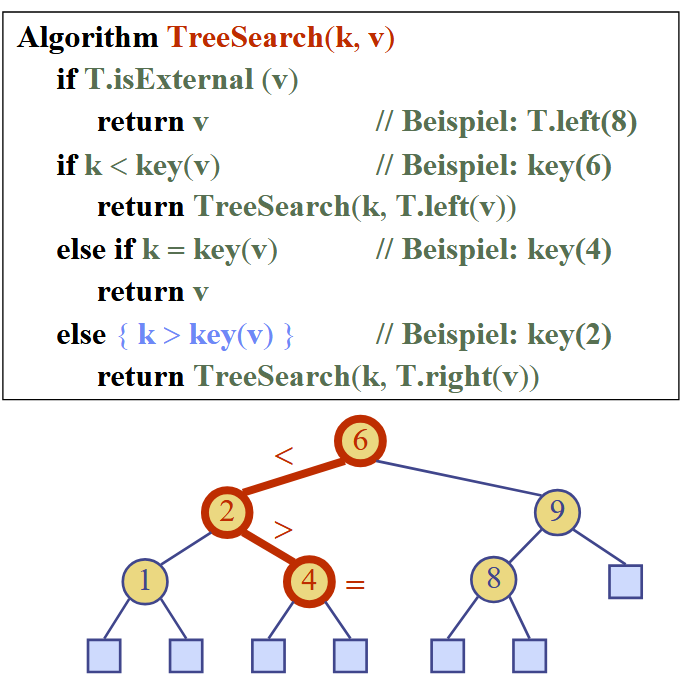 Algorithm TreeSearch(k, v)
if T.isExternal (v)
return v // Beispiel: T.left(8)
if k < key(v) // Beispiel: key(6)
return TreeSearch(k, T.left(v))
else if k = key(v) // Beispiel: key(4)
return v
else { k > key(v) } // Beispiel: key(2)
return TreeSearch(k, T.right(v))
< 6
2 > 9
1 4 = 8